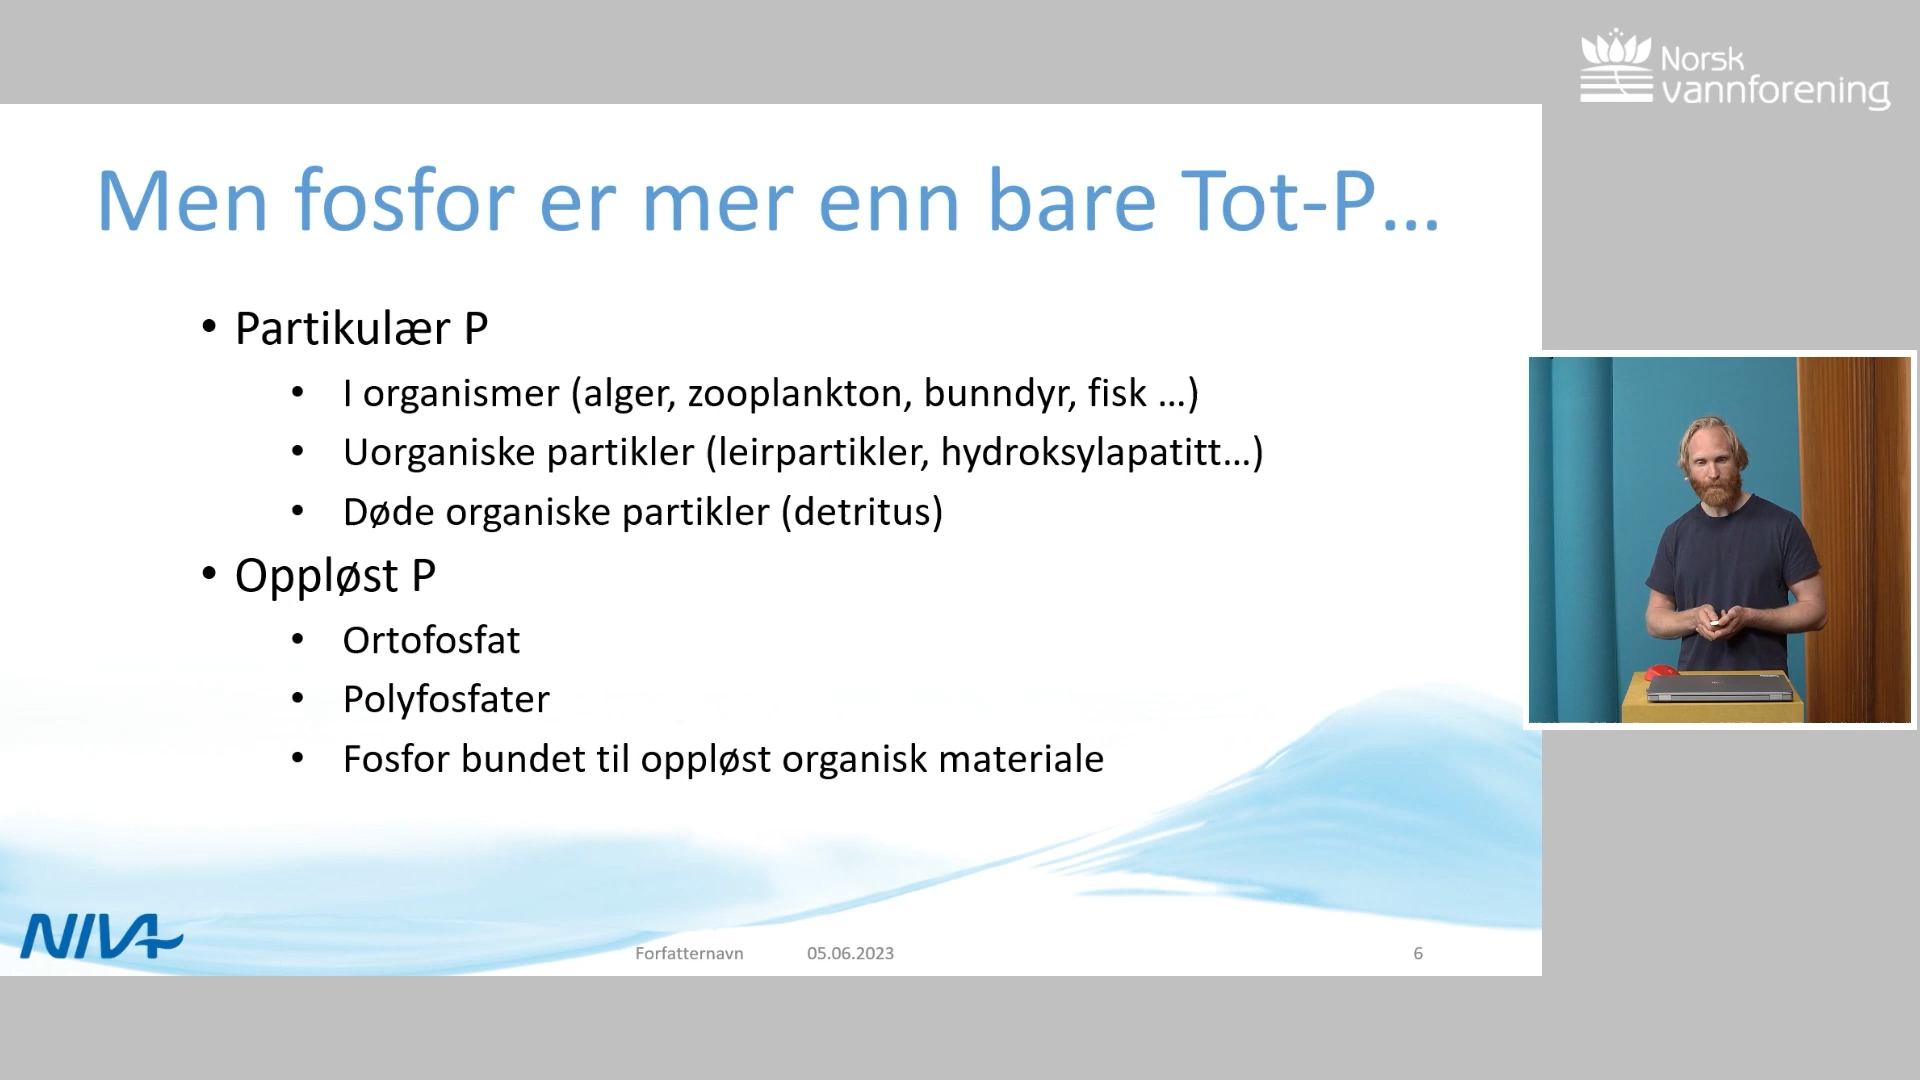 Norsk
vannforening
Men fosfor er mer enn bare Tot-P...
• Partikulær P
• I organismer (alger, zooplankton, bunndyr, fisk ...)
• Uorganiske partikler (leirpartikler, hydroksylapatitt...)
• Døde organiske partikler (detritus)
• Oppløst P
• Ortofosfat
• Polyfosfater
• Fosfor bundet til oppløst organisk materiale
NIVA
Forfatternavn 05.06.2023 6